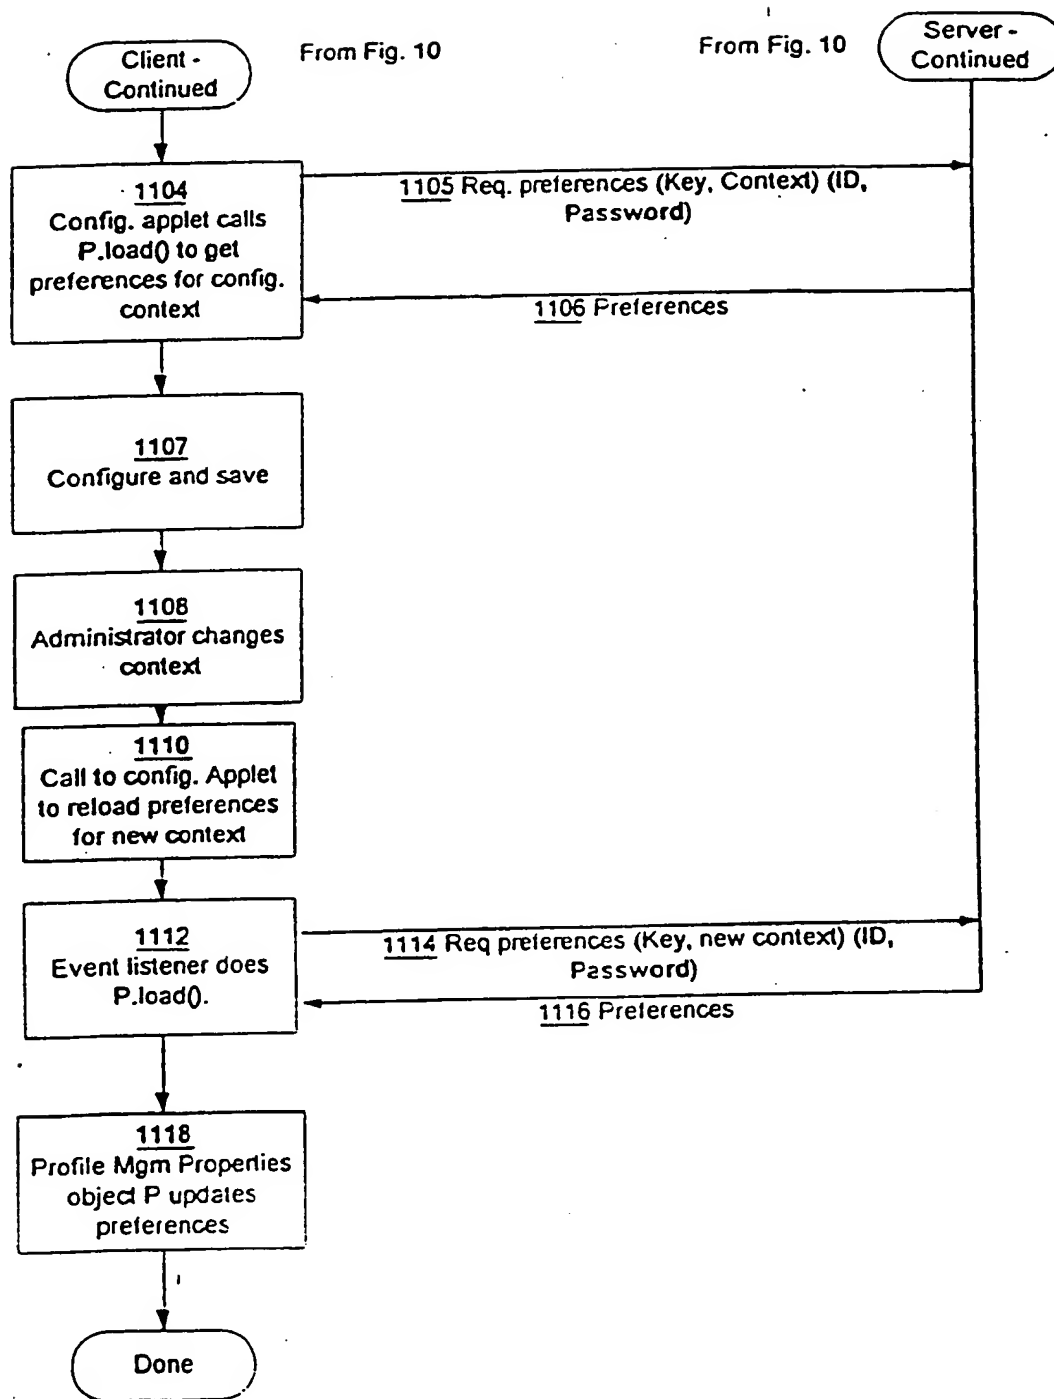 Client -
Continued
From Fig. 10
From Fig. 10
Server -
Continued
1104
Config. applet calls
P.load() to get
preferences for config.
context
1105 Req. preferences (Key, Context) (ID,
Password)
1106 Preferences
1107
Configure and save
1108
Administrator changes
context
1110
Call to config. Applet
to reload preferences
for new context
1112
Event listener does
P.load().
1114 Req preferences (Key, new context) (ID,
Password)
1116 Preferences
1118
Profile Mgm Properties
object P updates
preferences
Done